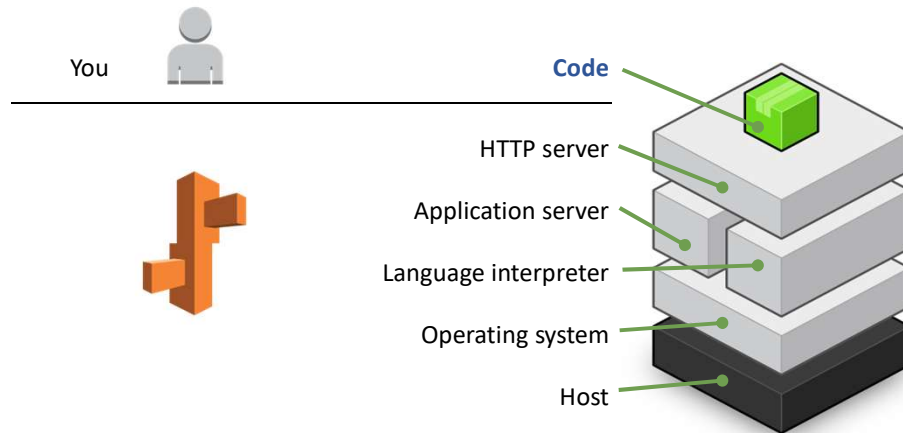 You
Code
HTTP server
Application server
Language interpreter
Operating system
Host